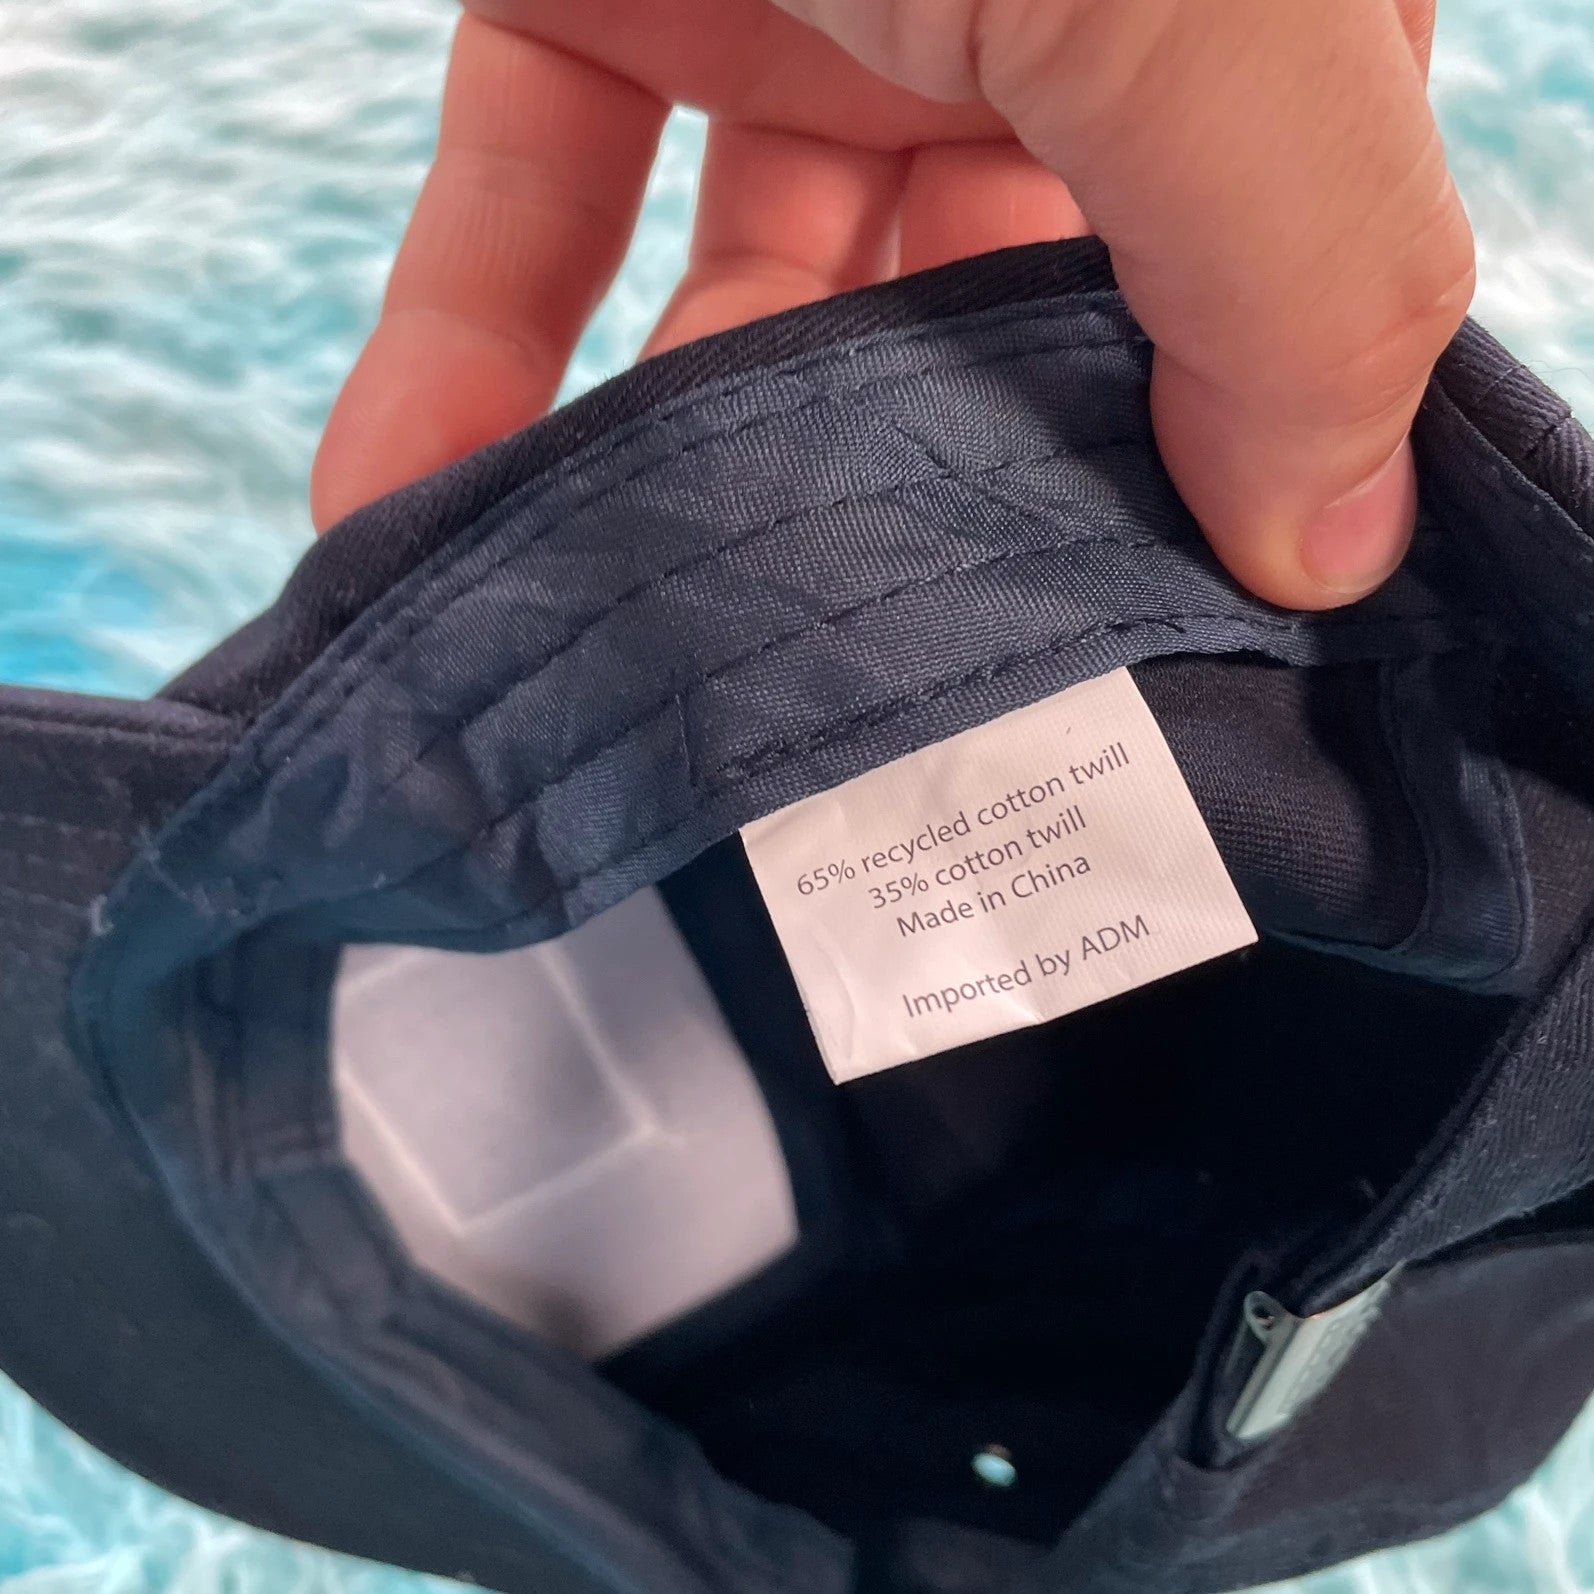 65% recycled cotton twill
35% cotton twill
Made in China
Imported by ADM